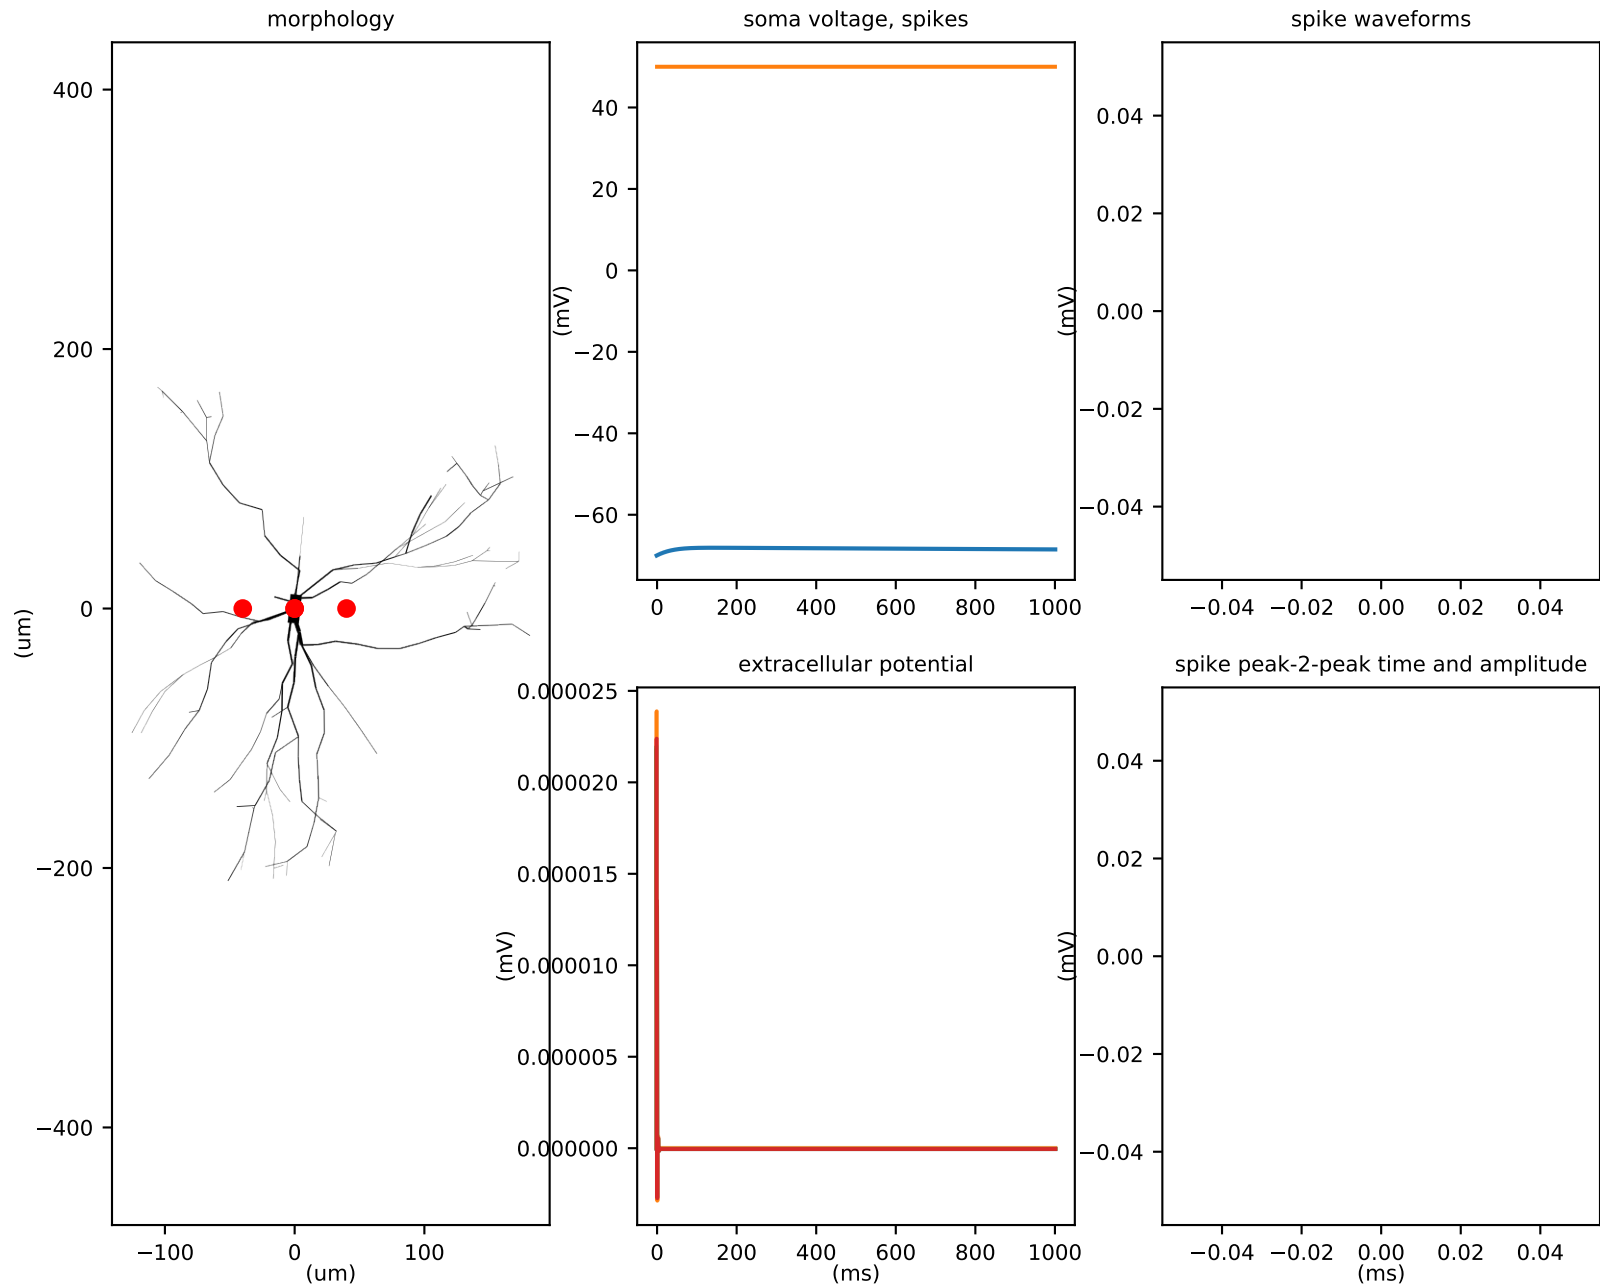 morphology
400
200
0
−200
−400
(um)
−100 0 100
(um)
soma voltage, spikes
40
20
0
−20
−40
−60
(mV)
0 200 400 600 800 1000
spike waveforms
0.04
0.02
0.00
−0.02
−0.04
(mV)
−0.04 −0.02 0.00 0.02 0.04
extracellular potential
0.000025
0.000020
0.000015
0.000010
0.000005
0.000000
(mV)
0 200 400 600 800 1000
(ms)
spike peak-2-peak time and amplitude
0.04
0.02
0.00
−0.02
−0.04
(mV)
−0.04 −0.02 0.00 0.02 0.04
(ms)